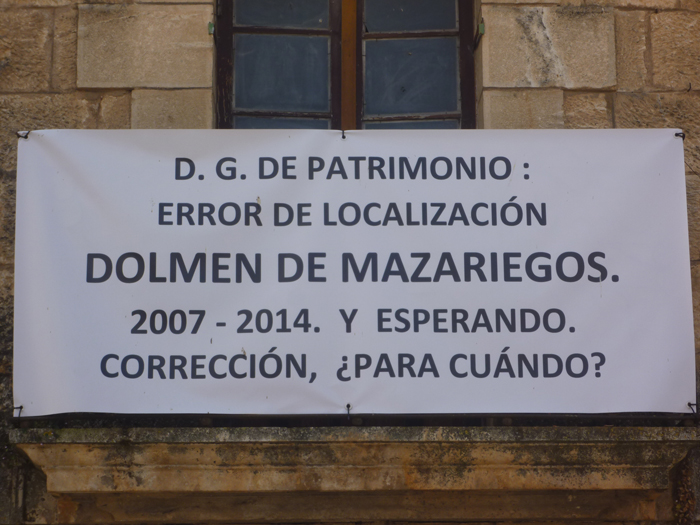 D. G. DE PATRIMONIO :
ERROR DE LOCALIZACIÓN
DOLMEN DE MAZARIEGOS.
2007 - 2014. Y ESPERANDO.
CORRECCIÓN, ¿PARA CUÁNDO?